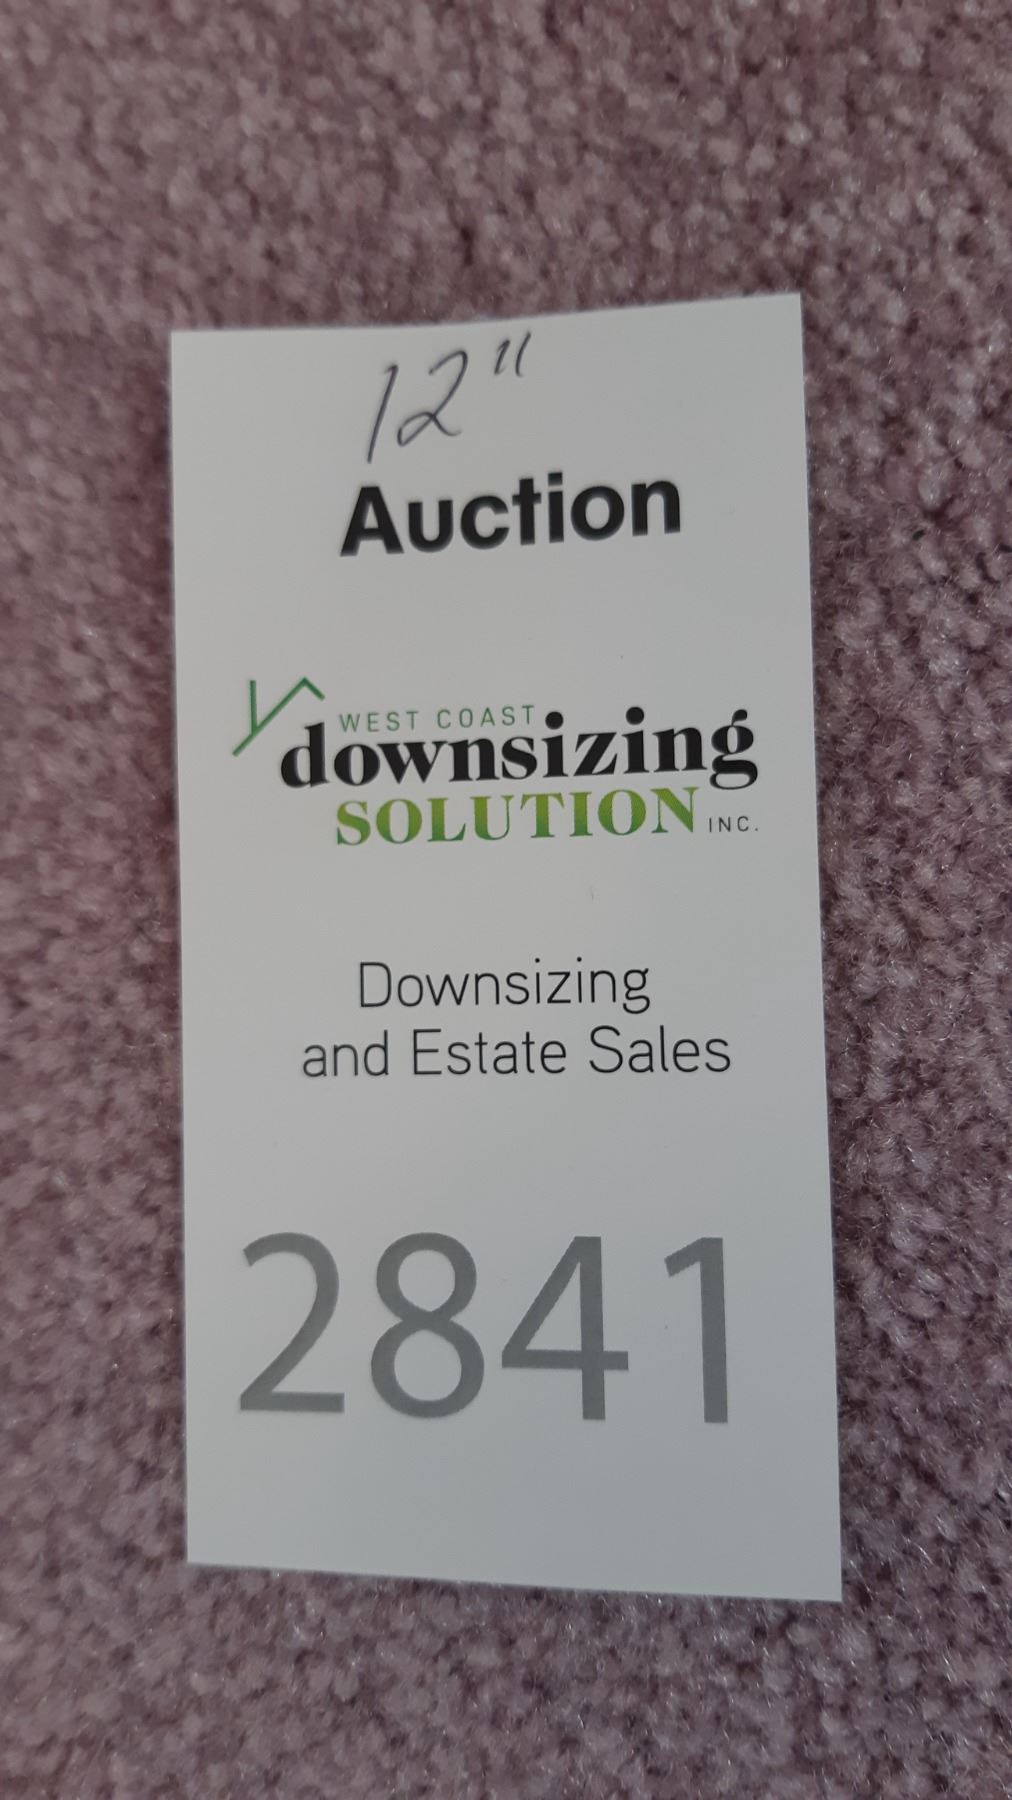 12"
Auction
WEST COAST
downsizing
SOLUTION INC.
Downsizing
and Estate Sales
2841